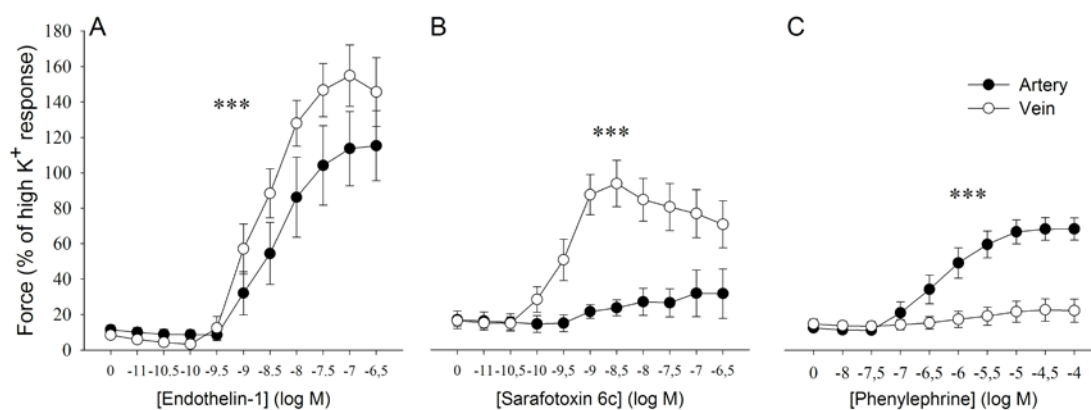 A
B
C
Force (% of high K+ response)
180
160
140
120
100
80
60
40
20
0
***
***
***
Artery
Vein
0 -11 -10,5 -10 -9,5 -9 -8,5 -8 -7,5 -7 -6,5
0 -11 -10,5 -10 -9,5 -9 -8,5 -8 -7,5 -7 -6,5
0 -8 -7,5 -7 -6,5 -6 -5,5 -5 -4,5 -4
[Endothelin-1] (log M)
[Sarafotoxin 6c] (log M)
[Phenylephrine] (log M)